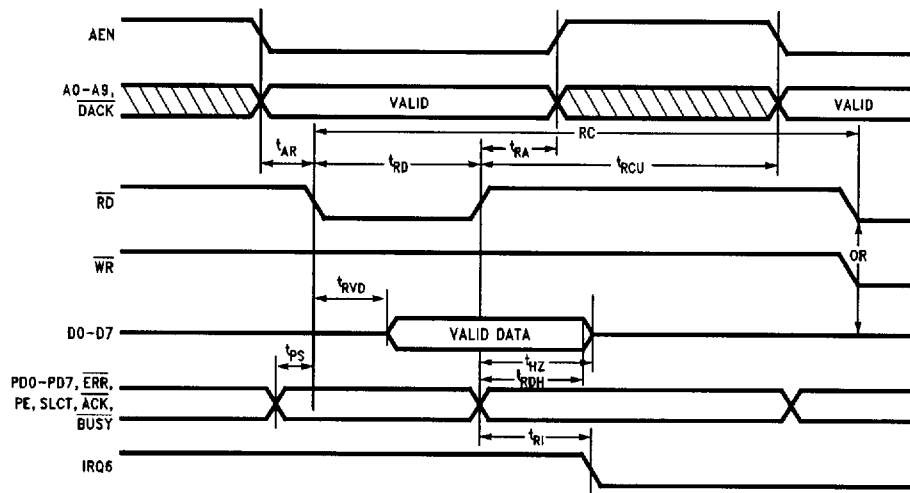 AEN
A0-A9,
DACK
VALID
VALID
RC
tAR
tRD
tRA
tRCU
RD
WR
OR
tRVD
D0-D7
VALID DATA
tPS
tHZ
tRDH
PD0-PD7, ERR,
PE, SLCT, ACK,
BUSY
tRI
IRQ6